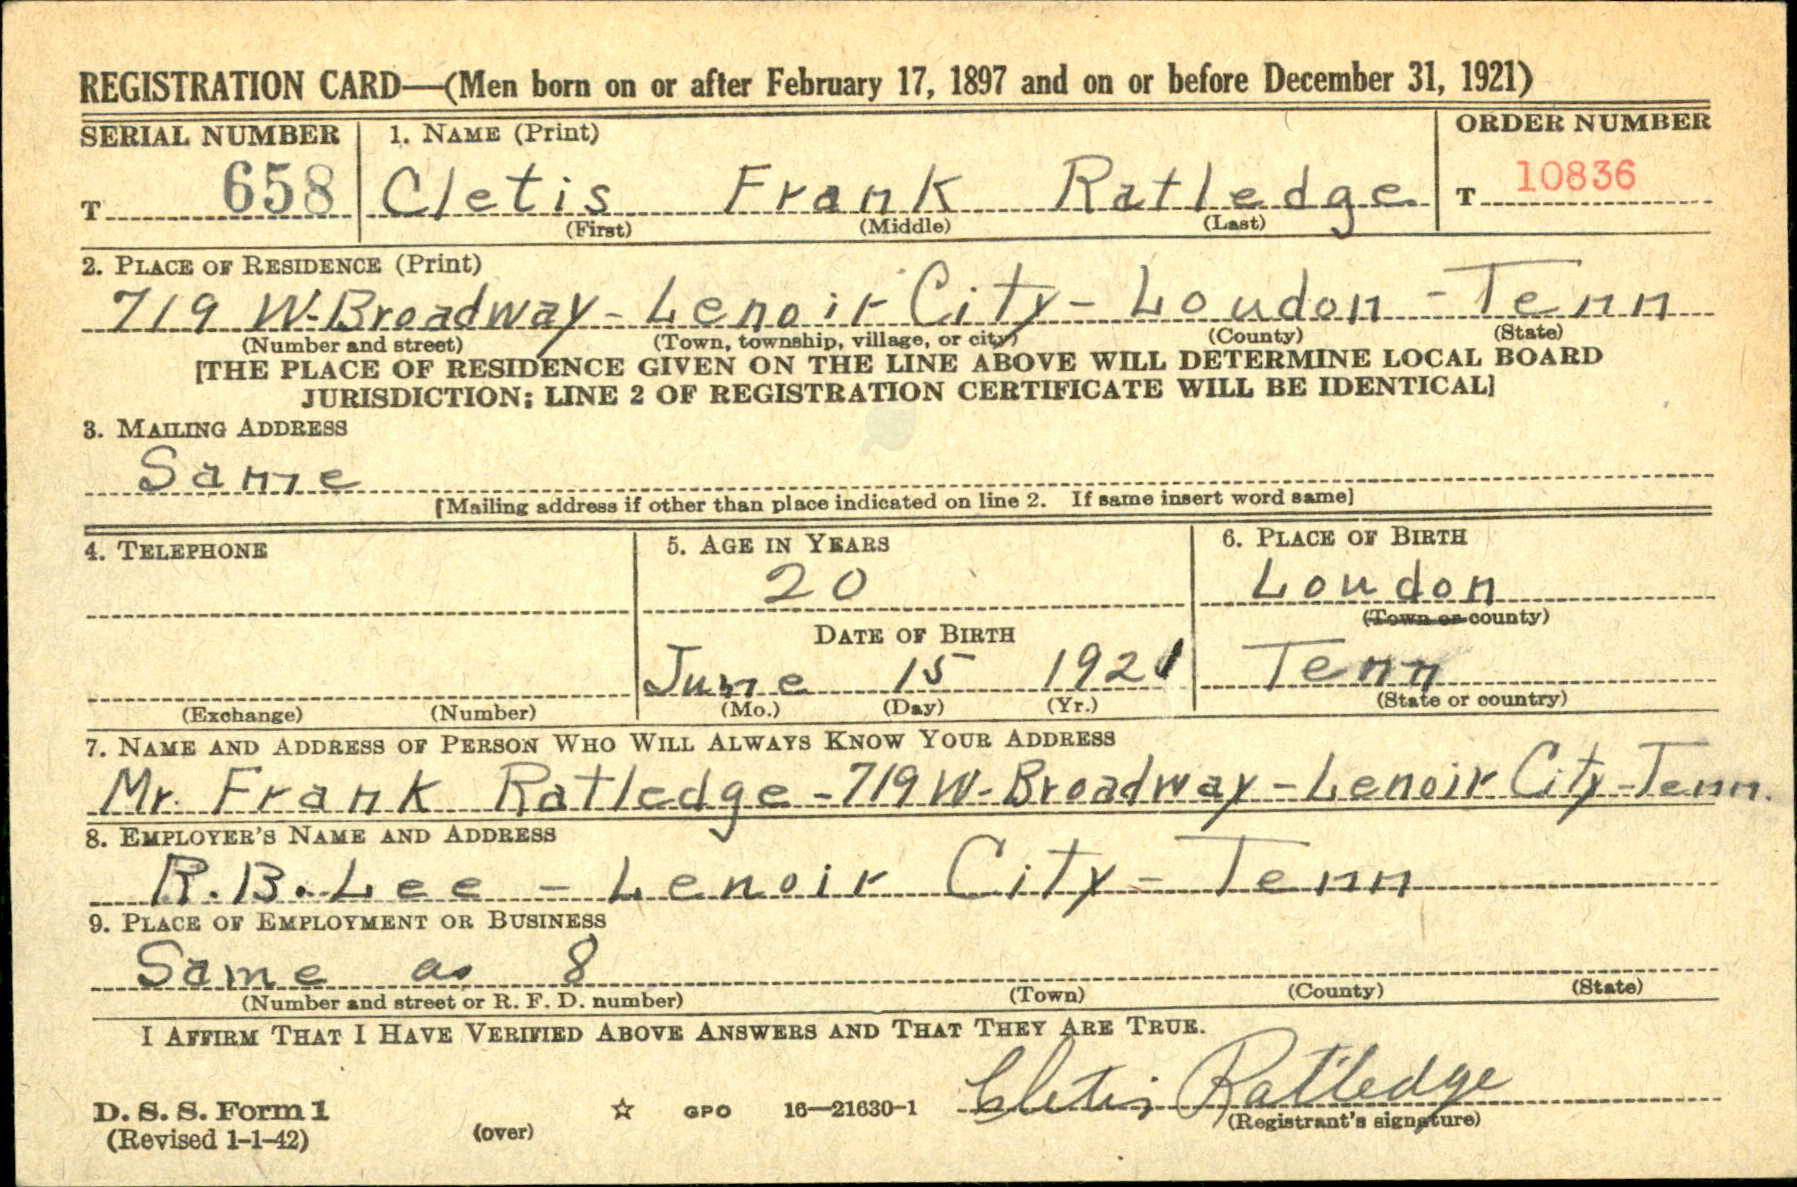 REGISTRATION CARD—(Men born on or after February 17, 1897 and on or before December 31, 1921)
SERIAL NUMBER 1. NAME (Print) ORDER NUMBER
T 658 Cletis Frank Ratledge T 10836
(First) (Middle) (Last)
2. PLACE OF RESIDENCE (Print)
719 W-Broadway - Lenoir City - Loudon - Tenn
(Number and street) (Town, township, village, or city) (County) (State)
[THE PLACE OF RESIDENCE GIVEN ON THE LINE ABOVE WILL DETERMINE LOCAL BOARD
JURISDICTION; LINE 2 OF REGISTRATION CERTIFICATE WILL BE IDENTICAL]
3. MAILING ADDRESS
Same
[Mailing address if other than place indicated on line 2. If same insert word same]
4. TELEPHONE 5. AGE IN YEARS 6. PLACE OF BIRTH
20 Loudon
(Town or county)
DATE OF BIRTH
June 15 1921 Tenn
(Exchange) (Number) (Mo.) (Day) (Yr.) (State or country)
7. NAME AND ADDRESS OF PERSON WHO WILL ALWAYS KNOW YOUR ADDRESS
Mr. Frank Ratledge - 719 W-Broadway - Lenoir City - Tenn.
8. EMPLOYER'S NAME AND ADDRESS
R.B. Lee - Lenoir City - Tenn
9. PLACE OF EMPLOYMENT OR BUSINESS
Same as 8
(Number and street or R. F. D. number) (Town) (County) (State)
I AFFIRM THAT I HAVE VERIFIED ABOVE ANSWERS AND THAT THEY ARE TRUE.
Cletis Ratledge
D. S. S. Form 1 ☆ GPO 16—21630-1 (Registrant's signature)
(Revised 1-1-42) (over)